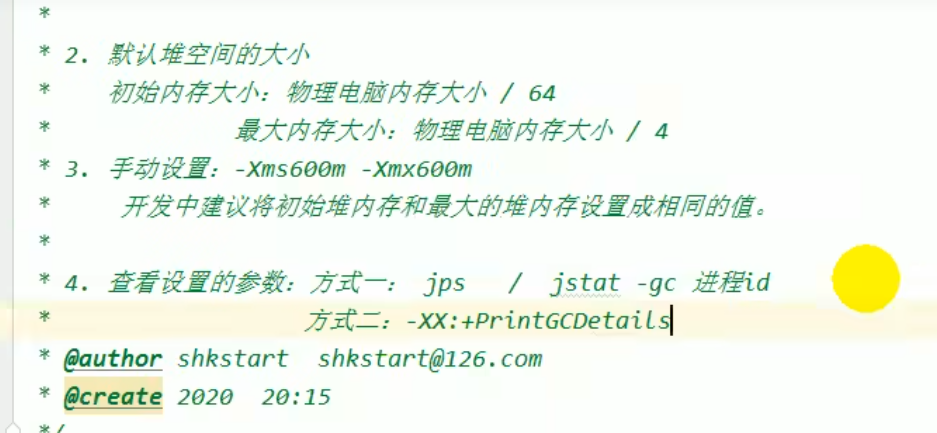 *
* 2. 默认堆空间的大小
* 初始内存大小：物理电脑内存大小 / 64
* 最大内存大小：物理电脑内存大小 / 4
* 3. 手动设置：-Xms600m -Xmx600m
* 开发中建议将初始堆内存和最大的堆内存设置成相同的值。
*
* 4. 查看设置的参数：方式一： jps / jstat -gc 进程id
* 方式二：-XX:+PrintGCDetails
* @author shkstart shkstart@126.com
* @create 2020 20:15
*/